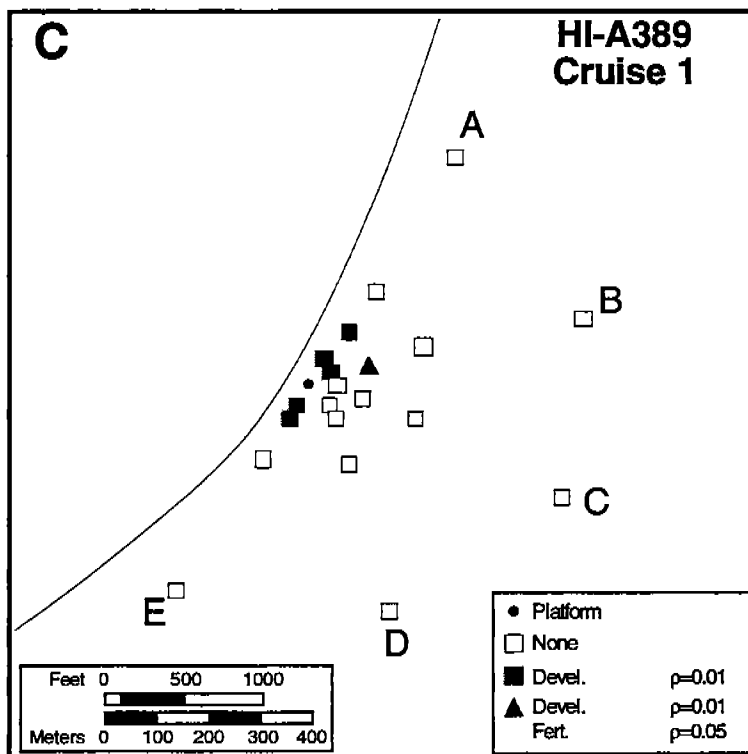 C
HI-A389
Cruise 1
A
B
C
E
D
Platform
None
Devel. ρ=0.01
Devel. ρ=0.01
Fert. ρ=0.05
Feet 0 500 1000
Meters 0 100 200 300 400